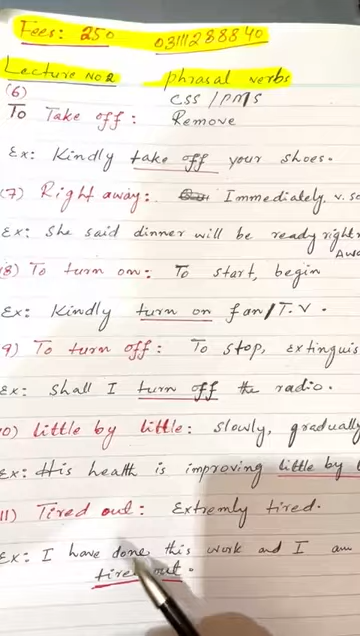 Fees: 250 03111288840
Lecture No 2 phrasal verbs
(6) CSS/PMS
To Take off: Remove
Ex: Kindly take off your shoes.
(7) Right away: Immediately, v.
Ex: She said dinner will be ready right
(8) To turn on: To start, begin
Ex: Kindly turn on fan/T.V.
9) To turn off: To stop, extinguis
Ex: Shall I turn off the radio.
0) little by little: slowly, gradually
Ex: His health is improving little by
11) Tired out: Extremly tired.
Ex: I have done this work and I am
tired out.